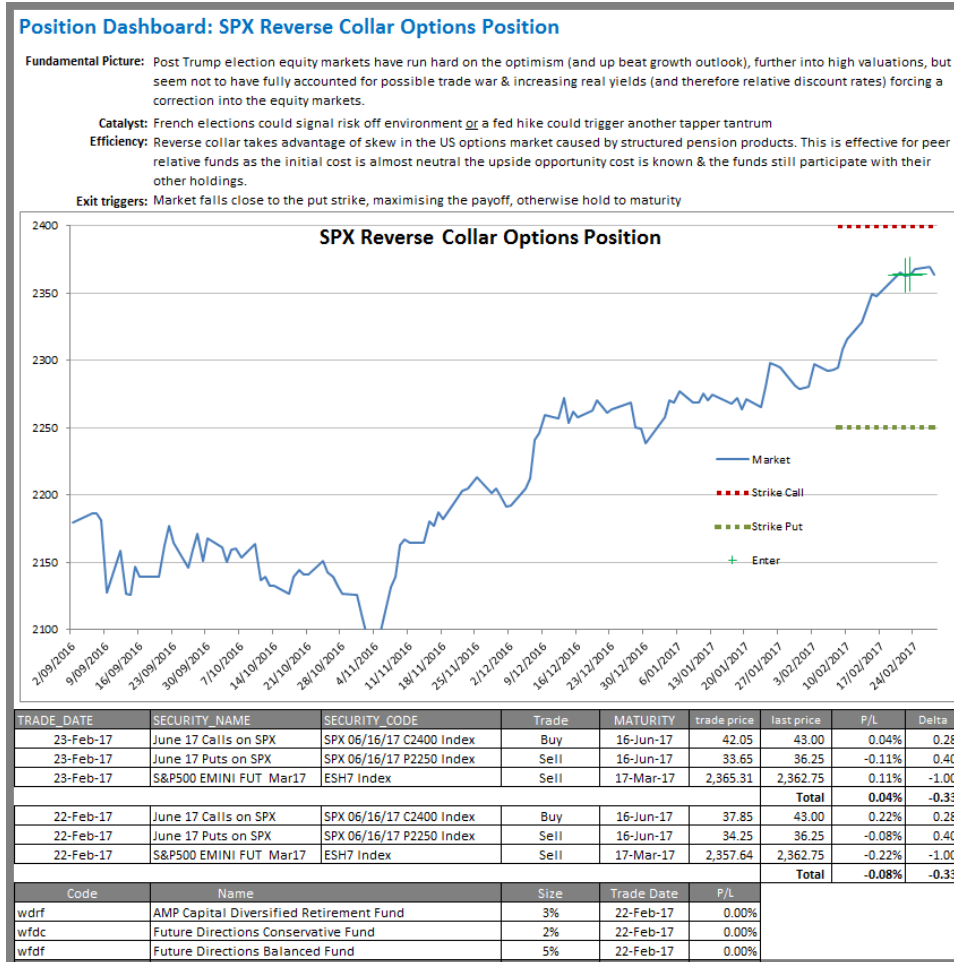 Position Dashboard: SPX Reverse Collar Options Position
Fundamental Picture: Post Trump election equity markets have run hard on the optimism (and up beat growth outlook), further into high valuations, but
seem not to have fully accounted for possible trade war & increasing real yields (and therefore relative discount rates) forcing a
correction into the equity markets.
Catalyst: French elections could signal risk off environment or a fed hike could trigger another tapper tantrum
Efficiency: Reverse collar takes advantage of skew in the US options market caused by structured pension products. This is effective for peer
relative funds as the initial cost is almost neutral the upside opportunity cost is known & the funds still participate with their
other holdings.
Exit triggers: Market falls close to the put strike, maximising the payoff, otherwise hold to maturity
SPX Reverse Collar Options Position
2400
2350
2300
2250
2200
2150
2100
Market
Strike Call
Strike Put
Enter
2/09/2016 9/09/2016 16/09/2016 23/09/2016 30/09/2016 7/10/2016 14/10/2016 21/10/2016 28/10/2016 4/11/2016 11/11/2016 18/11/2016 25/11/2016 2/12/2016 9/12/2016 16/12/2016 23/12/2016 30/12/2016 6/01/2017 13/01/2017 20/01/2017 27/01/2017 3/02/2017 10/02/2017 17/02/2017 24/02/2017
TRADE_DATE SECURITY_NAME SECURITY_CODE Trade MATURITY trade price last price P/L Delta
23-Feb-17 June 17 Calls on SPX SPX 06/16/17 C2400 Index Buy 16-Jun-17 42.05 43.00 0.04% 0.28
23-Feb-17 June 17 Puts on SPX SPX 06/16/17 P2250 Index Sell 16-Jun-17 33.65 36.25 -0.11% 0.40
23-Feb-17 S&P500 EMINI FUT Mar17 ESH7 Index Sell 17-Mar-17 2,365.31 2,362.75 0.11% -1.00
Total 0.04% -0.33
22-Feb-17 June 17 Calls on SPX SPX 06/16/17 C2400 Index Buy 16-Jun-17 37.85 43.00 0.22% 0.28
22-Feb-17 June 17 Puts on SPX SPX 06/16/17 P2250 Index Sell 16-Jun-17 34.25 36.25 -0.08% 0.40
22-Feb-17 S&P500 EMINI FUT Mar17 ESH7 Index Sell 17-Mar-17 2,357.64 2,362.75 -0.22% -1.00
Total -0.08% -0.33
Code Name Size Trade Date P/L
wdrf AMP Capital Diversified Retirement Fund 3% 22-Feb-17 0.00%
wfdc Future Directions Conservative Fund 2% 22-Feb-17 0.00%
wfdf Future Directions Balanced Fund 5% 22-Feb-17 0.00%